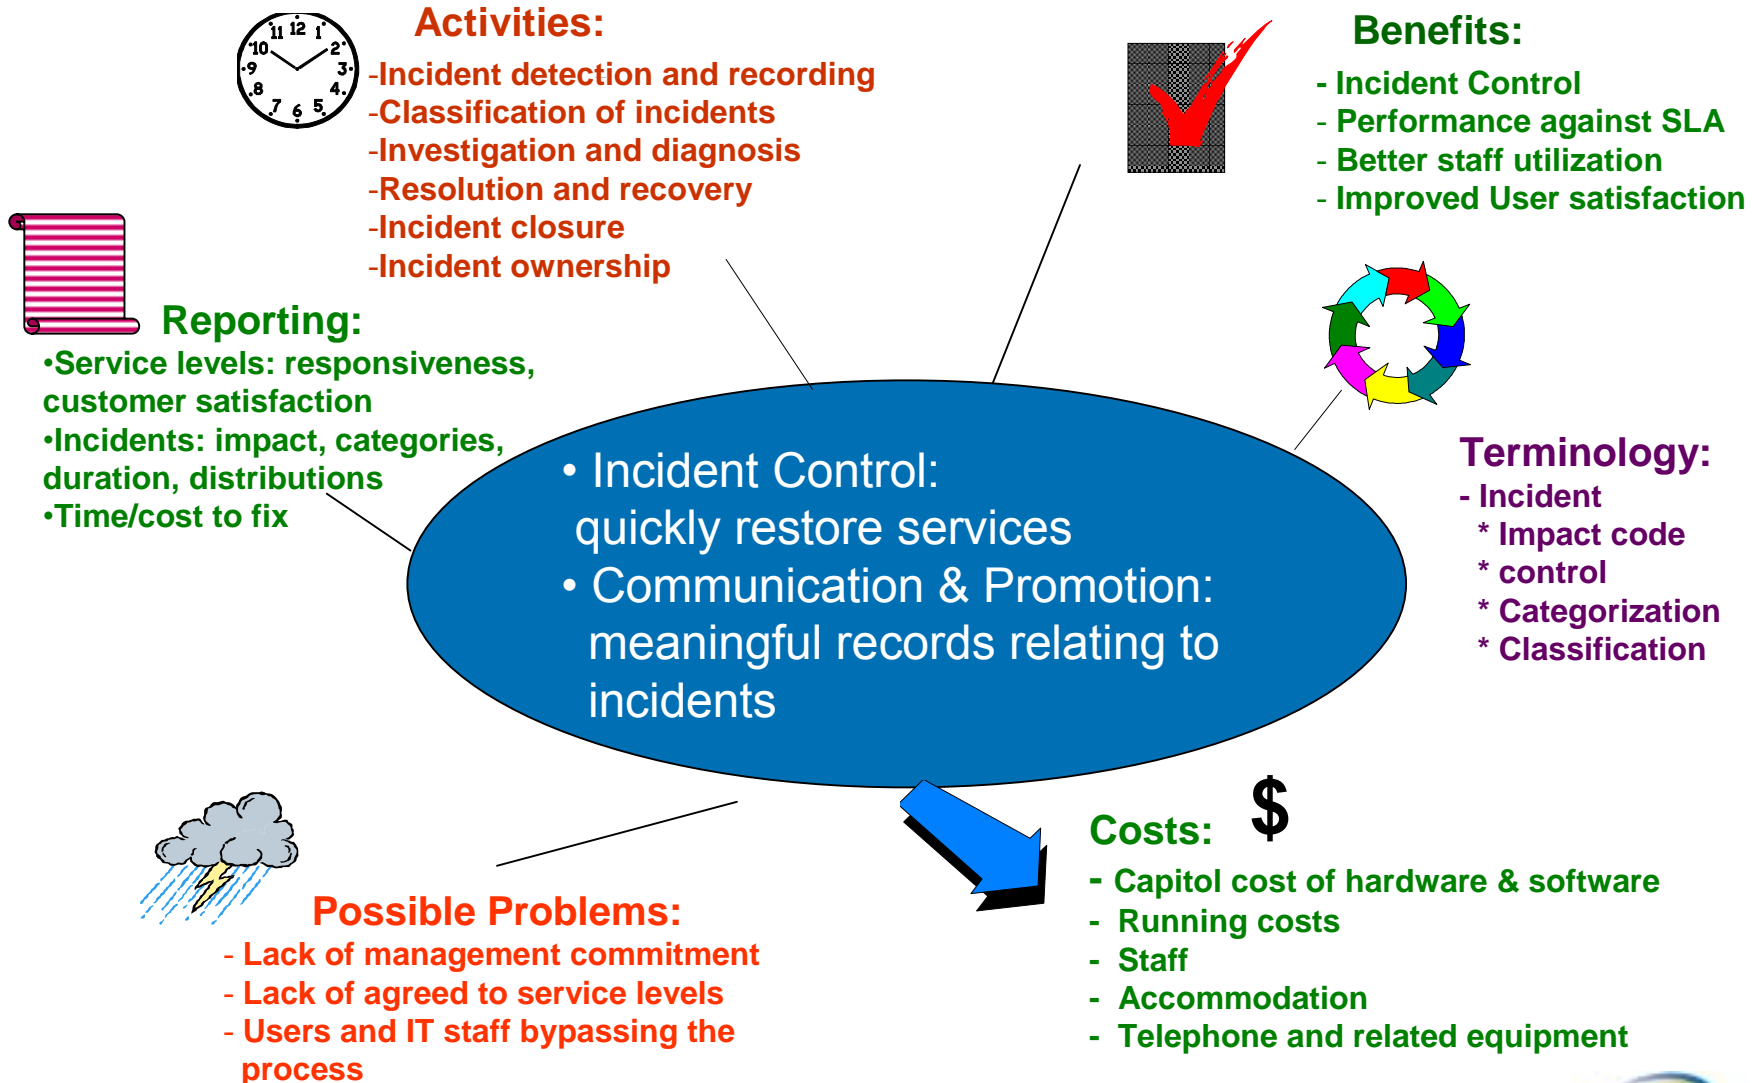 Activities:
-Incident detection and recording
-Classification of incidents
-Investigation and diagnosis
-Resolution and recovery
-Incident closure
-Incident ownership
11 12 1
10 2
9 3
8 4
7 6 5
Benefits:
- Incident Control
- Performance against SLA
- Better staff utilization
- Improved User satisfaction
Reporting:
•Service levels: responsiveness,
customer satisfaction
•Incidents: impact, categories,
duration, distributions
•Time/cost to fix
• Incident Control:
quickly restore services
• Communication & Promotion:
meaningful records relating to
incidents
Terminology:
- Incident
* Impact code
* control
* Categorization
* Classification
Possible Problems:
- Lack of management commitment
- Lack of agreed to service levels
- Users and IT staff bypassing the
process
Costs: $
- Capitol cost of hardware & software
- Running costs
- Staff
- Accommodation
- Telephone and related equipment